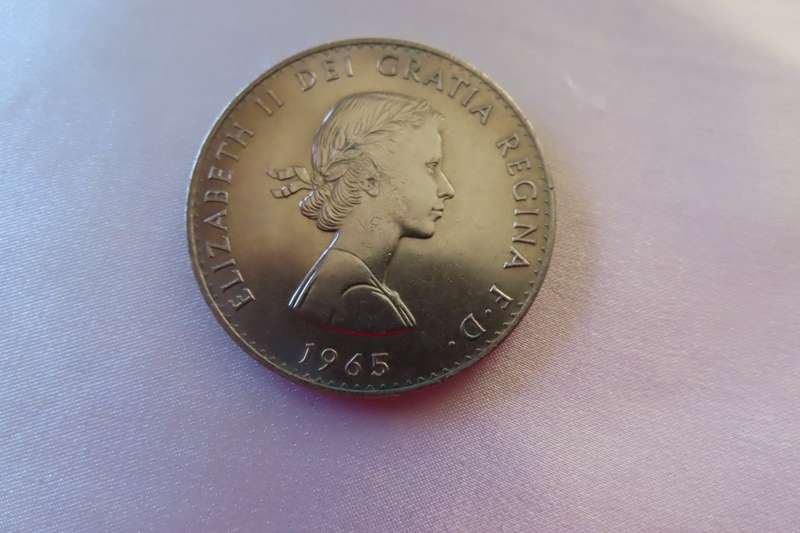 ELIZABETH II DEI GRATIA REGINA F·D·
1965